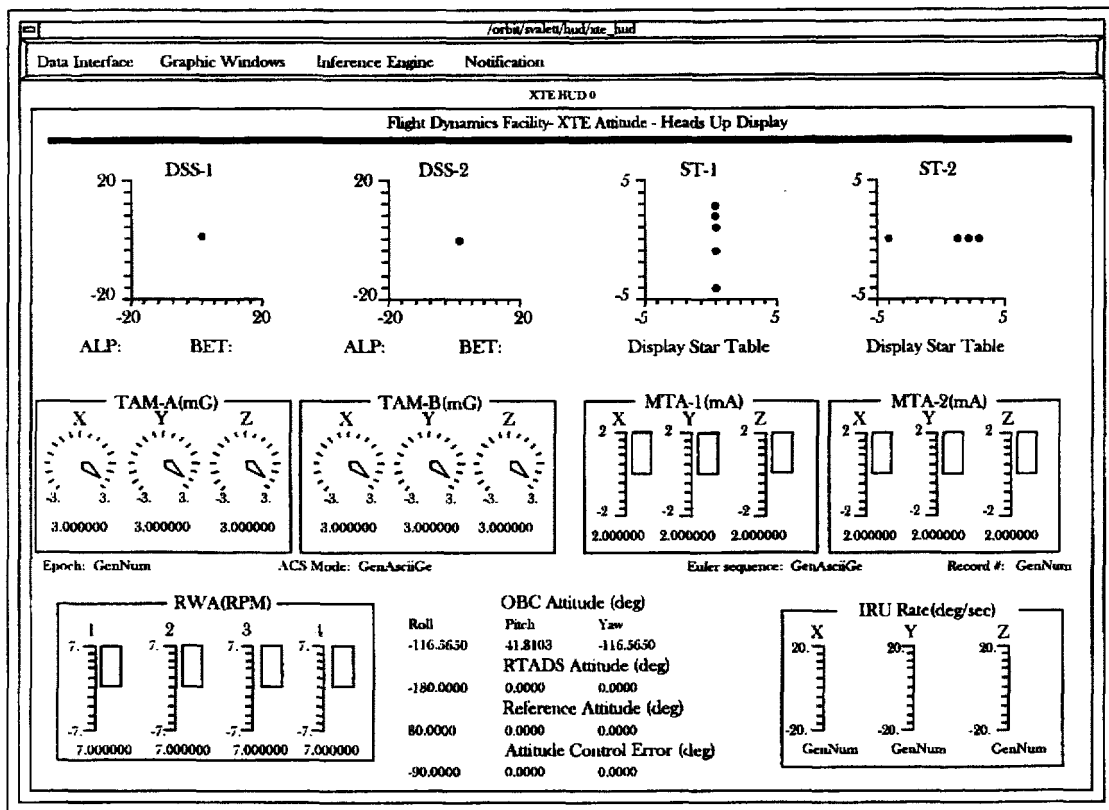 /orbit/svalett/hud/xte_hud
Data Interface Graphic Windows Inference Engine Notification
XTE HUD 0
Flight Dynamics Facility- XTE Attitude - Heads Up Display
DSS-1 DSS-2 ST-1 ST-2
20 20 5 5
-20 -20 -5 -5
-20 20 -20 20 -5 5 -5 5
ALP: BET: ALP: BET: Display Star Table Display Star Table
TAM-A(mG) TAM-B(mG) MTA-1(mA) MTA-2(mA)
X Y Z X Y Z X Y Z X Y Z
2 2 2 2 2 2
-3. 3. -3. 3. -3. 3. -3. 3. -3. 3. -3. 3.
-2 -2 -2 -2 -2 -2
3.000000 3.000000 3.000000 3.000000 3.000000 3.000000 2.000000 2.000000 2.000000 2.000000 2.000000 2.000000
Epoch: GenNum ACS Mode: GenAsciiGe Euler sequence: GenAsciiGe Record #: GenNum
RWA(RPM)
1 2 3 4
7. 7. 7. 7.
-7. -7. -7. -7.
7.000000 7.000000 7.000000 7.000000
OBC Attitude (deg)
Roll Pitch Yaw
-116.5650 41.8103 -116.5650
RTADS Attitude (deg)
-180.0000 0.0000 0.0000
Reference Attitude (deg)
80.0000 0.0000 0.0000
Attitude Control Error (deg)
-90.0000 0.0000 0.0000
IRU Rate(deg/sec)
X Y Z
20. 20. 20.
-20. -20. -20.
GenNum GenNum GenNum